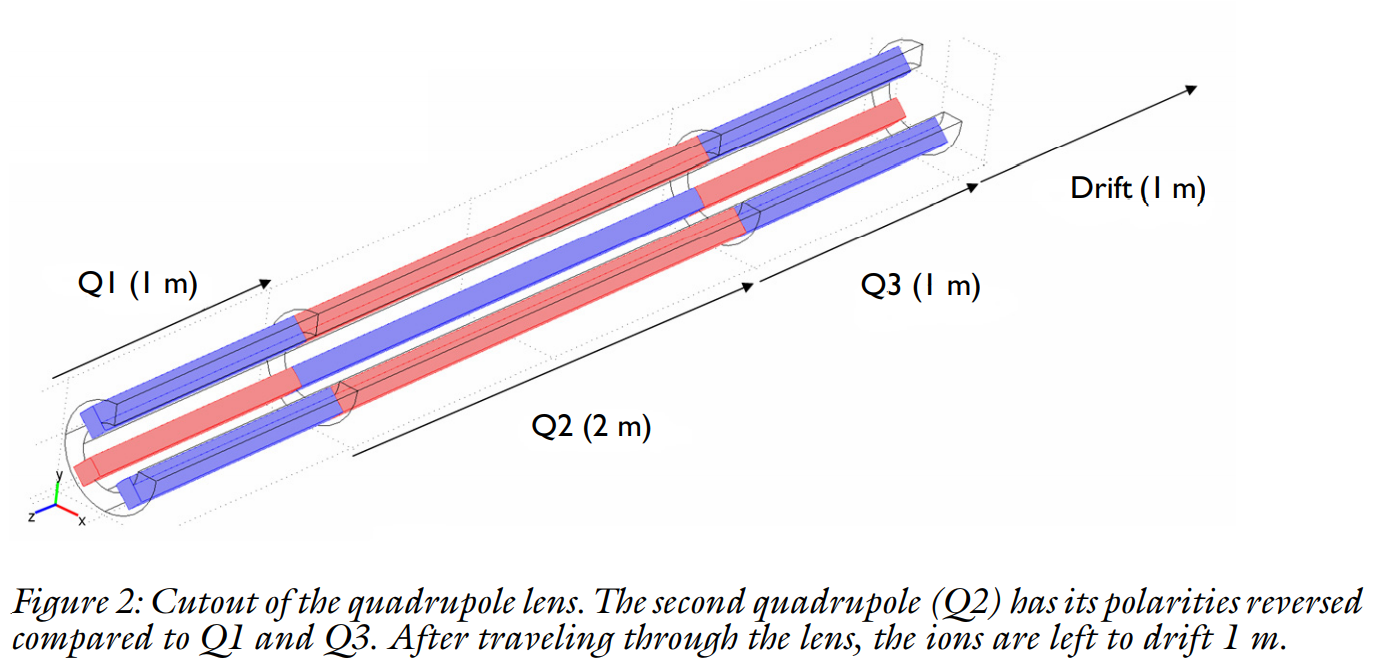 Q1 (1 m)
Drift (1 m)
Q3 (1 m)
Q2 (2 m)
y
z
x
Figure 2: Cutout of the quadrupole lens. The second quadrupole (Q2) has its polarities reversed
compared to Q1 and Q3. After traveling through the lens, the ions are left to drift 1 m.